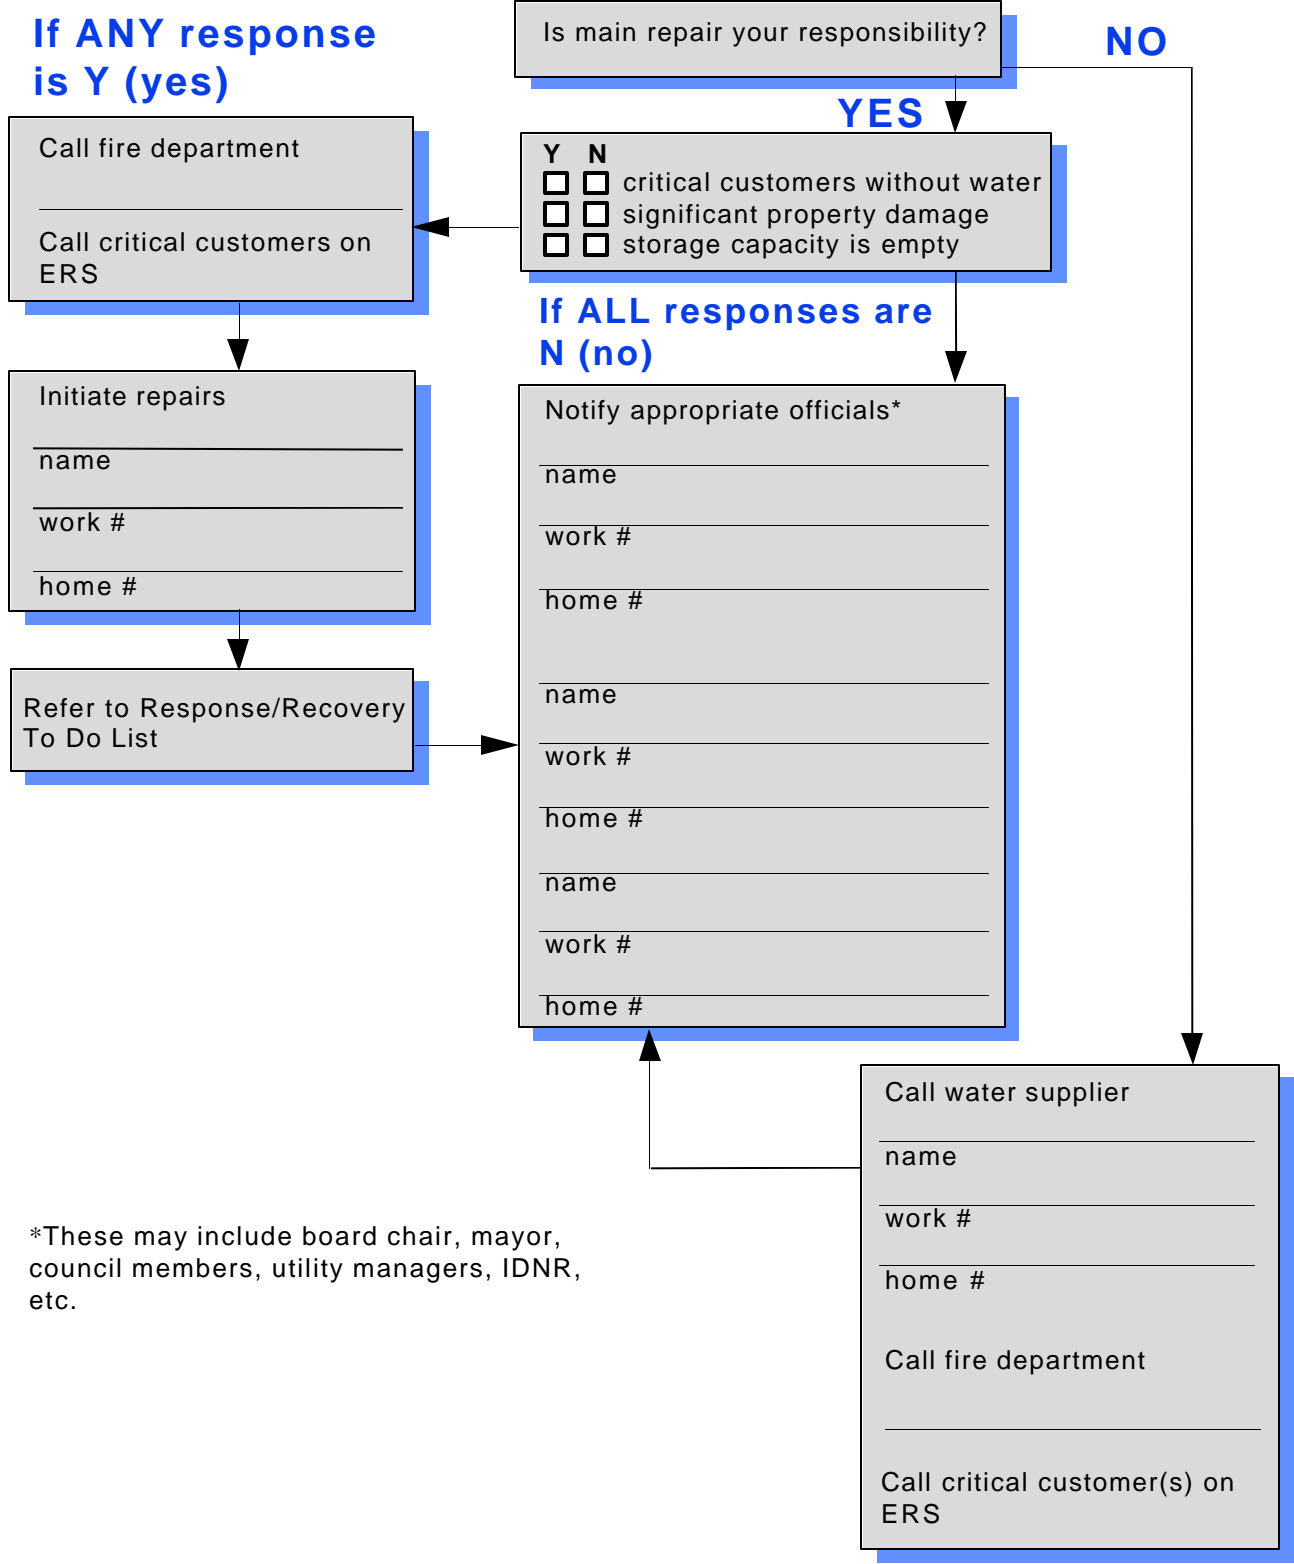 If ANY response
is Y (yes)
Is main repair your responsibility?
NO
YES
Call fire department
Call critical customers on
ERS
Y N
critical customers without water
significant property damage
storage capacity is empty
If ALL responses are
N (no)
Initiate repairs
name
work #
home #
Refer to Response/Recovery
To Do List
Notify appropriate officials*
name
work #
home #
name
work #
home #
name
work #
home #
Call water supplier
name
work #
home #
Call fire department
Call critical customer(s) on
ERS
*These may include board chair, mayor,
council members, utility managers, IDNR,
etc.